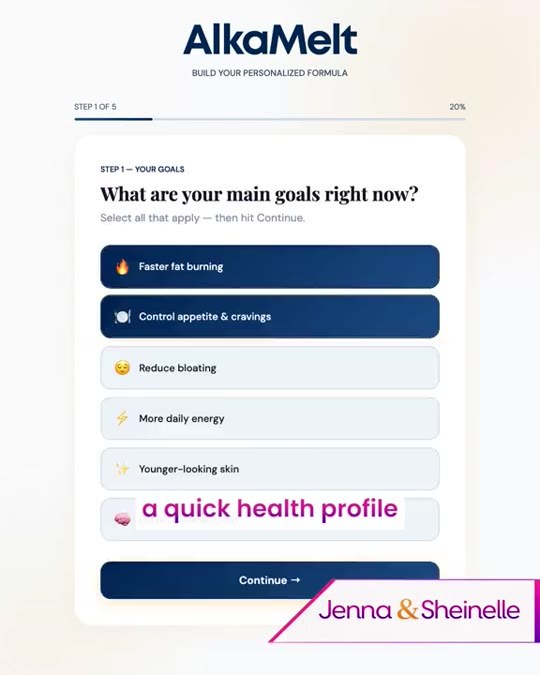 AlkaMelt
BUILD YOUR PERSONALIZED FORMULA
STEP 1 OF 5
20%
STEP 1 — YOUR GOALS
What are your main goals right now?
Select all that apply — then hit Continue.
Faster fat burning
Control appetite & cravings
Reduce bloating
More daily energy
Younger-looking skin
a quick health profile
Continue →
Jenna & Sheinelle